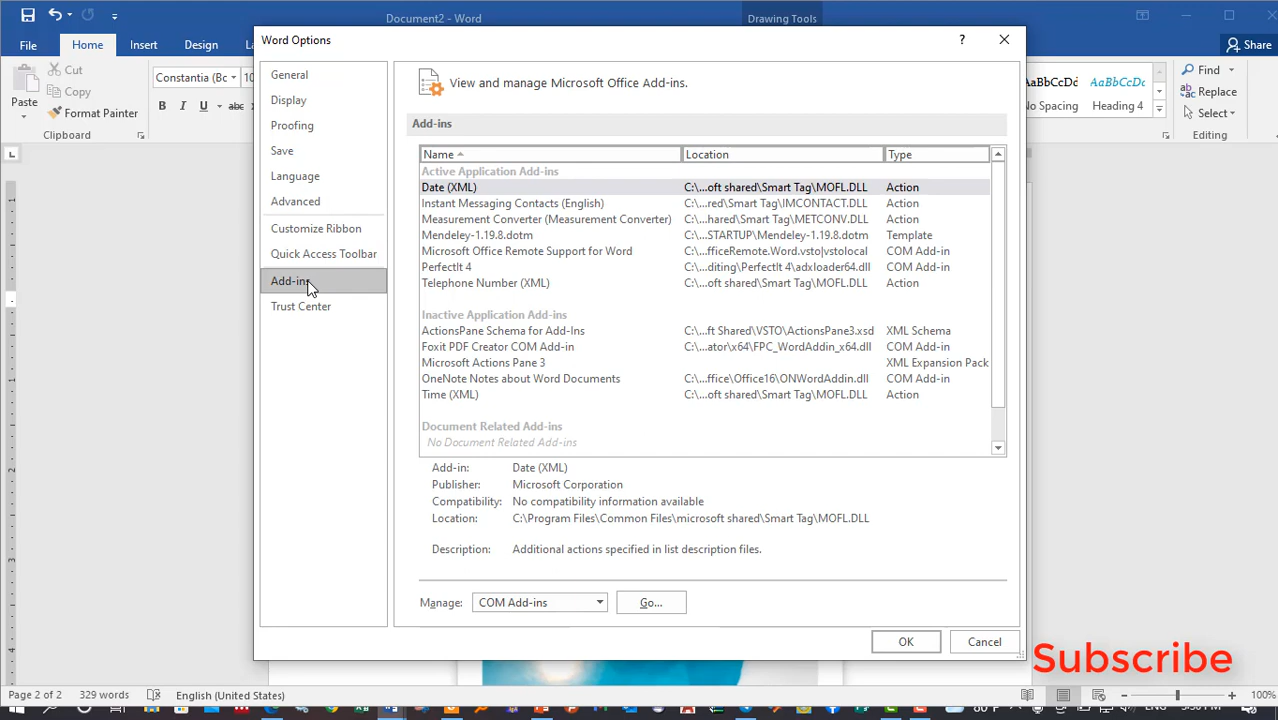 Document2 - Word
Drawing Tools
File
Home
Insert
Design
Share
Paste
Cut
Copy
Format Painter
Clipboard
Constantia (Bc
10
B I U abc
AaBbCcDd
AaBbCcDd
No Spacing
Heading 4
Find
Replace
Select
Editing
Word Options
?
General
Display
Proofing
Save
Language
Advanced
Customize Ribbon
Quick Access Toolbar
Add-ins
Trust Center
View and manage Microsoft Office Add-ins.
Add-ins
Name Location Type
Active Application Add-ins
Date (XML) C:\...oft shared\Smart Tag\MOFL.DLL Action
Instant Messaging Contacts (English) C:\...red\Smart Tag\IMCONTACT.DLL Action
Measurement Converter (Measurement Converter) C:\...hared\Smart Tag\METCONV.DLL Action
Mendeley-1.19.8.dotm C:\...STARTUP\Mendeley-1.19.8.dotm Template
Microsoft Office Remote Support for Word C:\...fficeRemote.Word.vsto|vstolocal COM Add-in
PerfectIt 4 C:\...diting\PerfectIt 4\adxloader64.dll COM Add-in
Telephone Number (XML) C:\...oft shared\Smart Tag\MOFL.DLL Action
Inactive Application Add-ins
ActionsPane Schema for Add-Ins C:\...ft Shared\VSTO\ActionsPane3.xsd XML Schema
Foxit PDF Creator COM Add-in C:\...ator\x64\FPC_WordAddin_x64.dll COM Add-in
Microsoft Actions Pane 3 XML Expansion Pack
OneNote Notes about Word Documents C:\...ffice\Office16\ONWordAddin.dll COM Add-in
Time (XML) C:\...oft shared\Smart Tag\MOFL.DLL Action
Document Related Add-ins
No Document Related Add-ins
Add-in: Date (XML)
Publisher: Microsoft Corporation
Compatibility: No compatibility information available
Location: C:\Program Files\Common Files\microsoft shared\Smart Tag\MOFL.DLL
Description: Additional actions specified in list description files.
Manage: COM Add-ins Go...
OK Cancel
Subscribe
Page 2 of 2 329 words English (United States) 100%